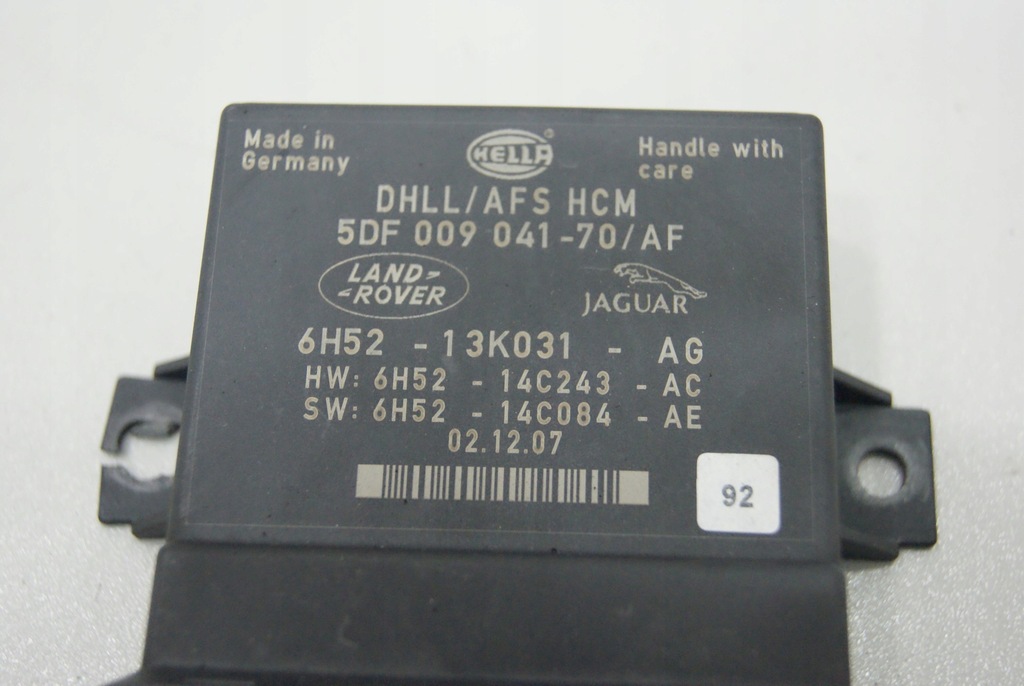 Made in
Germany
HELLA
Handle with
care
DHLL/AFS HCM
5DF 009 041-70/AF
LAND-
-ROVER
JAGUAR
6H52 - 13K031 - AG
HW: 6H52 - 14C243 - AC
SW: 6H52 - 14C084 - AE
02.12.07
92